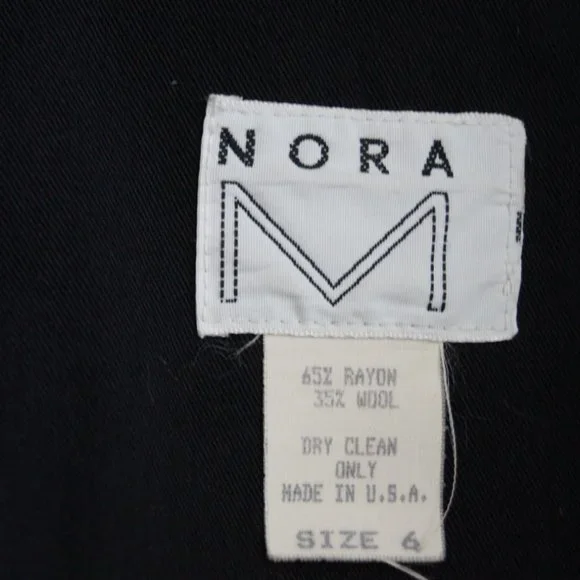 NORA
M
65% RAYON
35% WOOL
DRY CLEAN
ONLY
MADE IN U.S.A.
SIZE 6